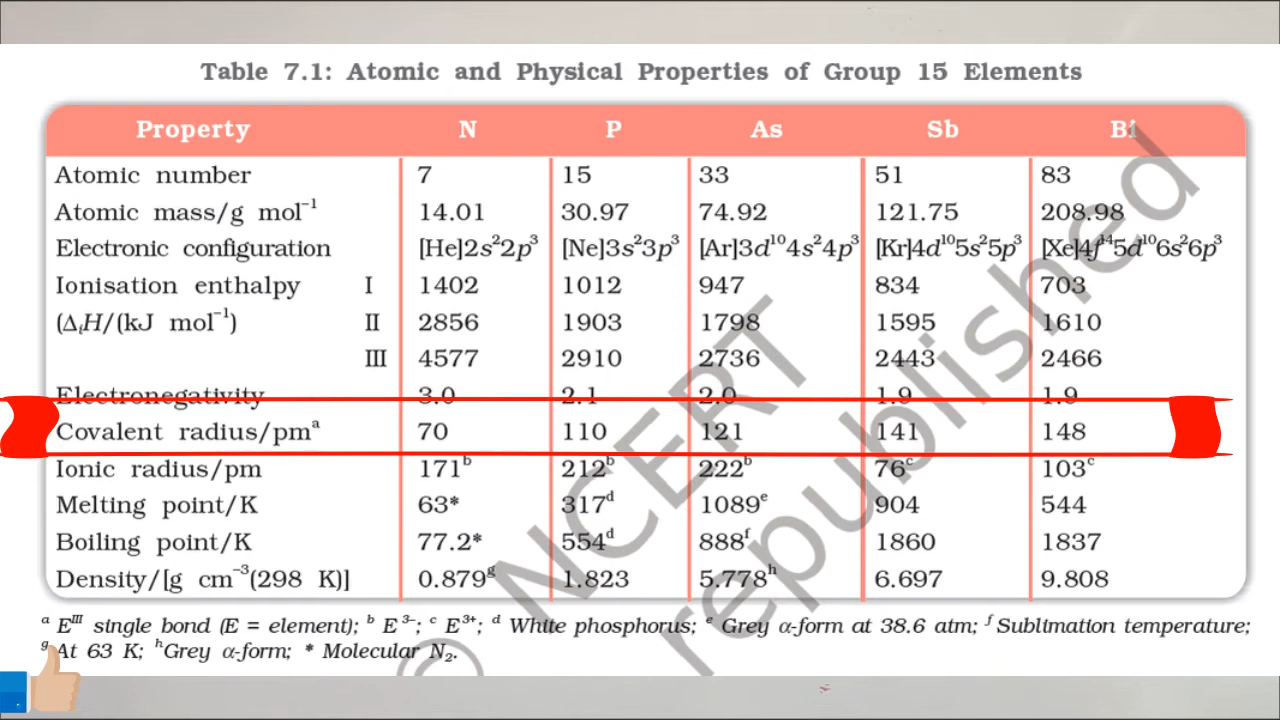 Table 7.1: Atomic and Physical Properties of Group 15 Elements
Property N P As Sb Bi
Atomic number 7 15 33 51 83
Atomic mass/g mol⁻¹ 14.01 30.97 74.92 121.75 208.98
Electronic configuration [He]2s²2p³ [Ne]3s²3p³ [Ar]3d¹⁰4s²4p³ [Kr]4d¹⁰5s²5p³ [Xe]4f¹⁴5d¹⁰6s²6p³
Ionisation enthalpy I 1402 1012 947 834 703
(ΔᵢH/(kJ mol⁻¹) II 2856 1903 1798 1595 1610
III 4577 2910 2736 2443 2466
Electronegativity 3.0 2.1 2.0 1.9 1.9
Covalent radius/pmᵃ 70 110 121 141 148
Ionic radius/pm 171ᵇ 212ᵇ 222ᵇ 76ᶜ 103ᶜ
Melting point/K 63* 317ᵈ 1089ᵉ 904 544
Boiling point/K 77.2* 554ᵈ 888ᶠ 1860 1837
Density/[g cm⁻³(298 K)] 0.879ᵍ 1.823 5.778ʰ 6.697 9.808
ᵃ Eᴵᴵᴵ single bond (E = element); ᵇ E³⁻; ᶜ E³⁺; ᵈ White phosphorus; ᵉ Grey α-form at 38.6 atm; ᶠ Sublimation temperature;
ᵍ At 63 K; ʰGrey α-form; * Molecular N₂.
© NCERT
republished